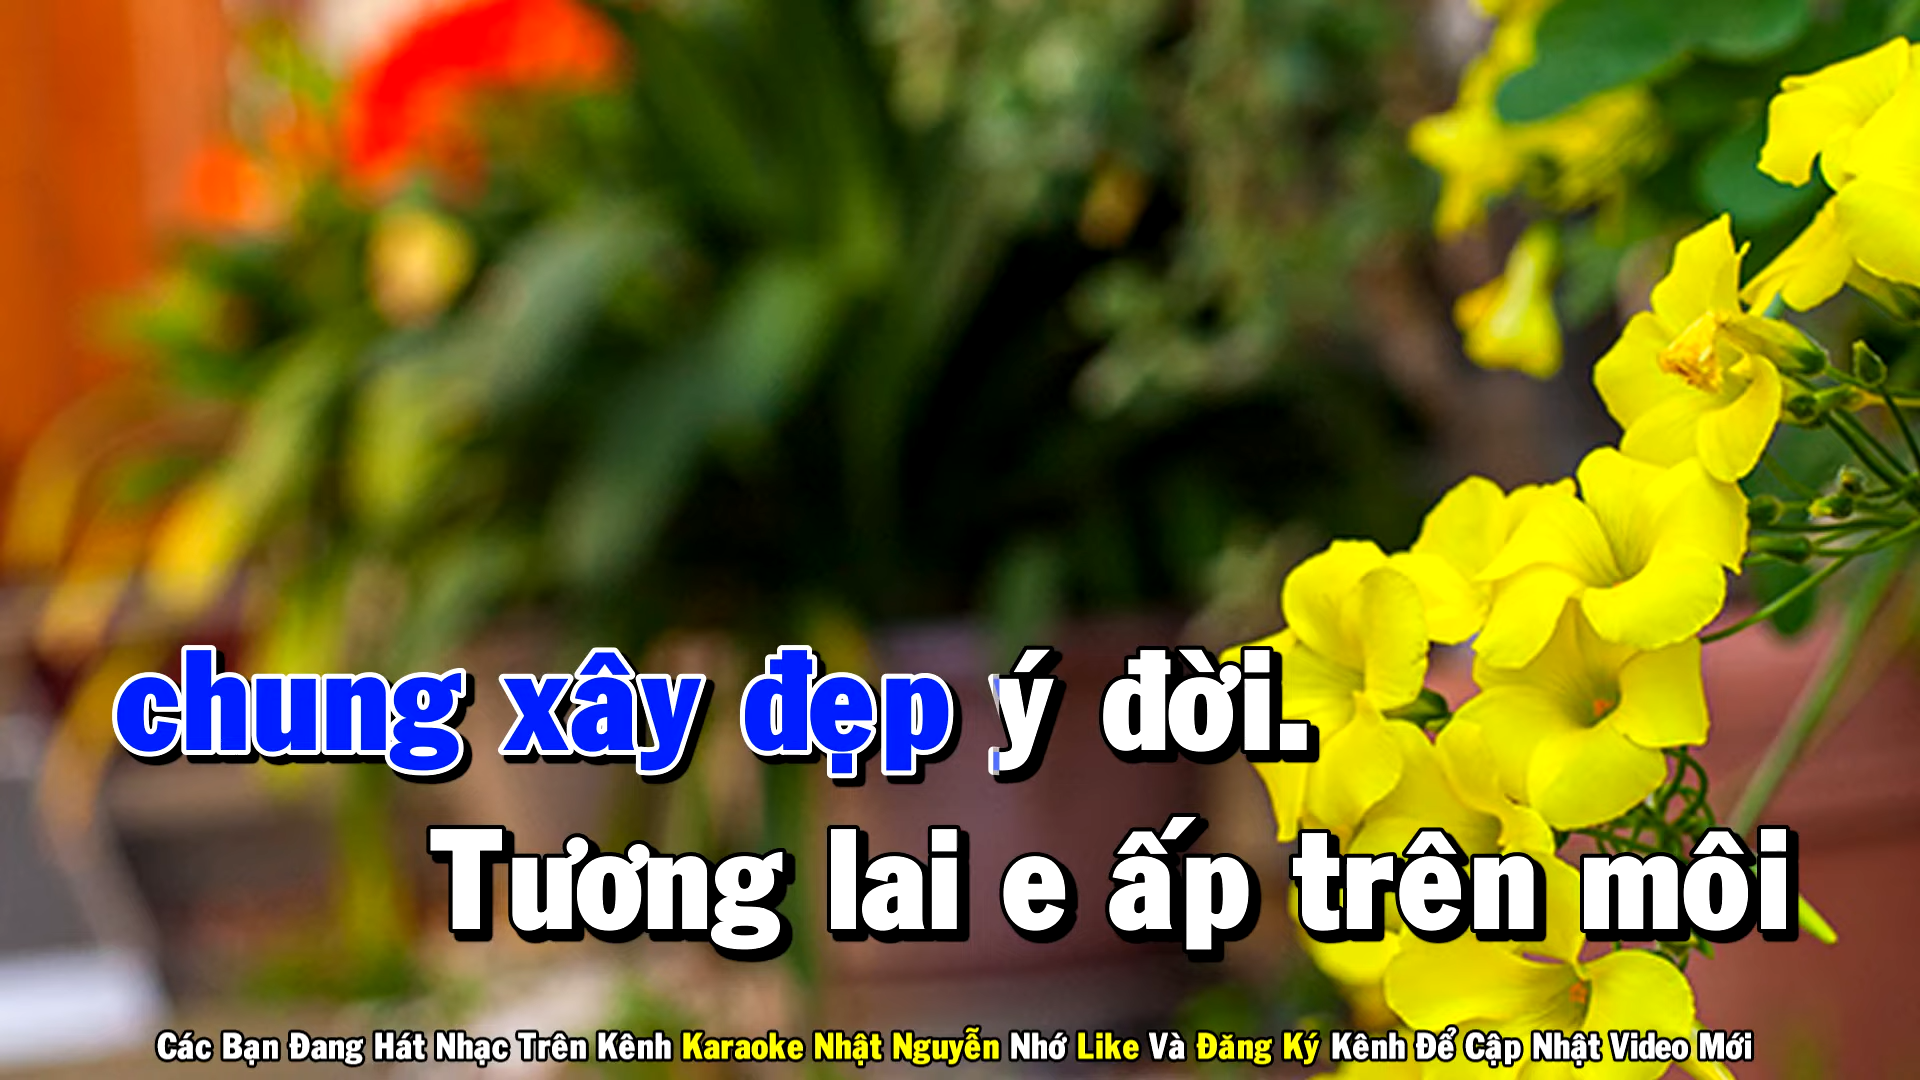 chung xây đẹp ý đời.
Tương lai e ấp trên môi
Các Bạn Đang Hát Nhạc Trên Kênh Karaoke Nhật Nguyễn Nhớ Like Và Đăng Ký Kênh Để Cập Nhật Video Mới